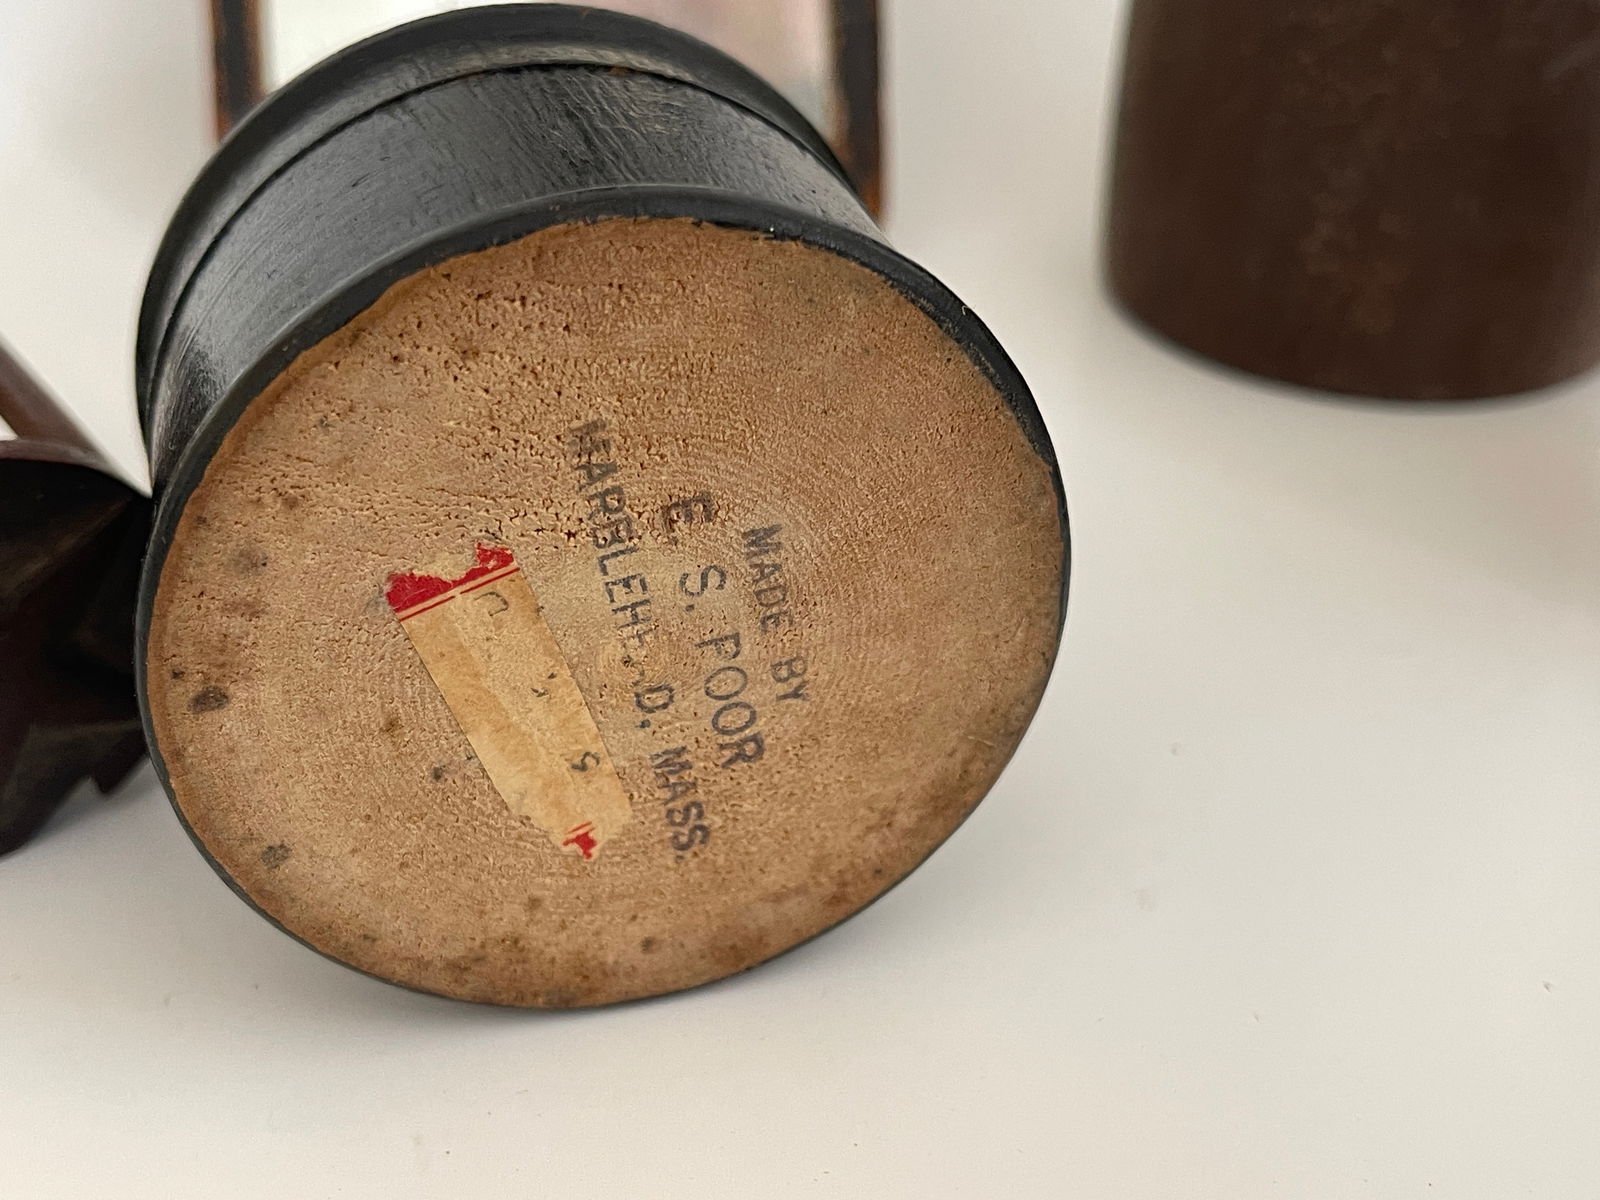 MADE BY
E. S. POOR
MARBLEHEAD, MASS.